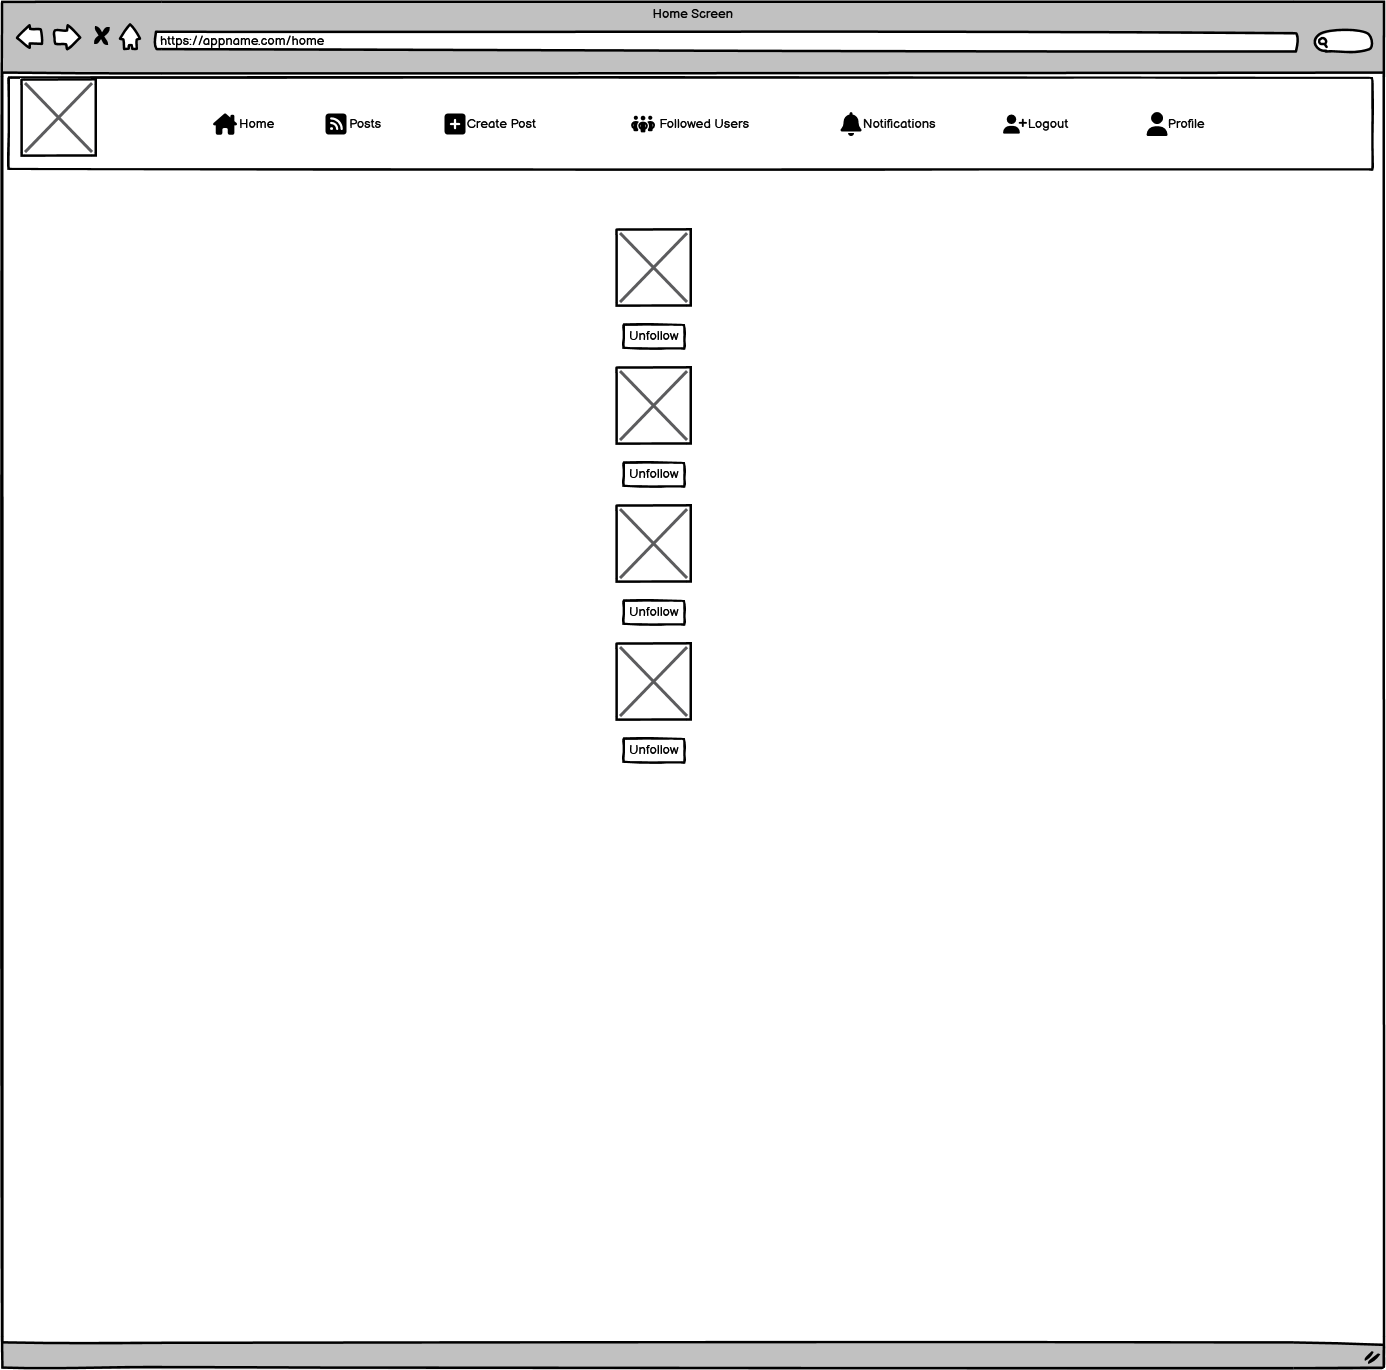 Home Screen
https://appname.com/home
Home Posts Create Post Followed Users Notifications Logout Profile
Unfollow
Unfollow
Unfollow
Unfollow